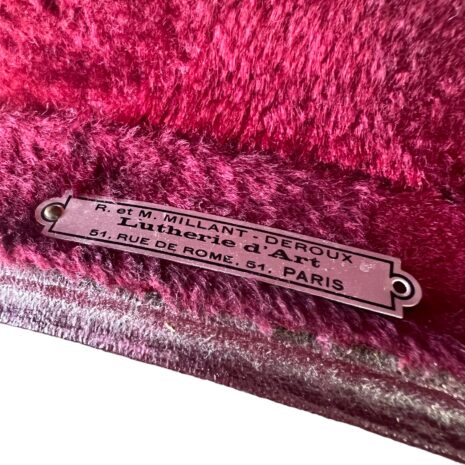 R. et M. MILLANT - DEROUX
Lutherie d'Art
51, RUE DE ROME, 51, PARIS